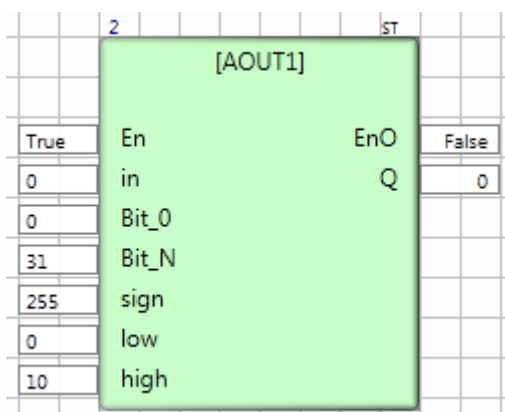 2 ST
[AOUT1]
True En EnO False
0 in Q 0
0 Bit_0
31 Bit_N
255 sign
0 low
10 high